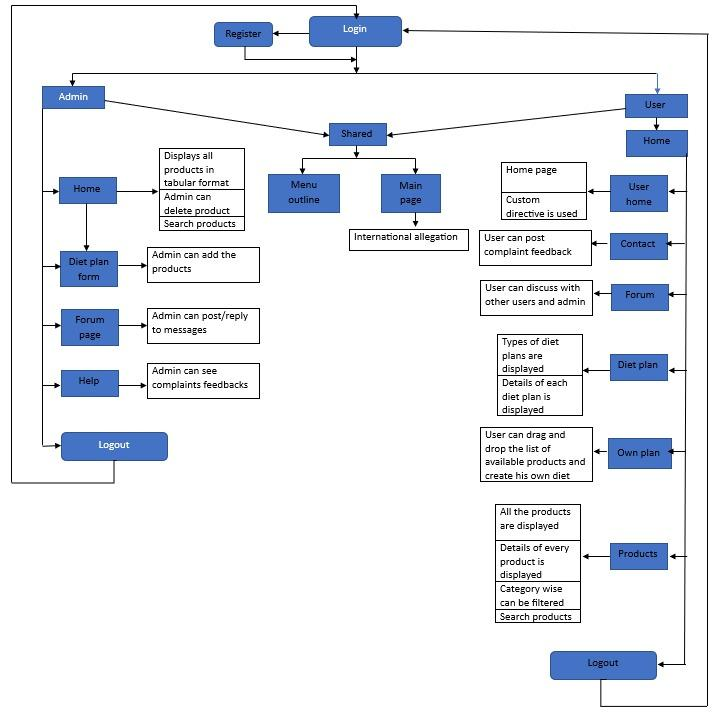 Login
Register
Admin
User
Shared
Home
Menu
outline
Main
page
International allegation
Home
Displays all
products in
tabular format
Admin can
delete product
Search products
Diet plan
form
Admin can add the
products
Forum
page
Admin can post/reply
to messages
Help
Admin can see
complaints feedbacks
Logout
User
home
Home page
Custom
directive is used
Contact
User can post
complaint feedback
Forum
User can discuss with
other users and admin
Diet plan
Types of diet
plans are
displayed
Details of each
diet plan is
displayed
Own plan
User can drag and
drop the list of
available products and
create his own diet
Products
All the products
are displayed
Details of every
product is
displayed
Category wise
can be filtered
Search products
Logout